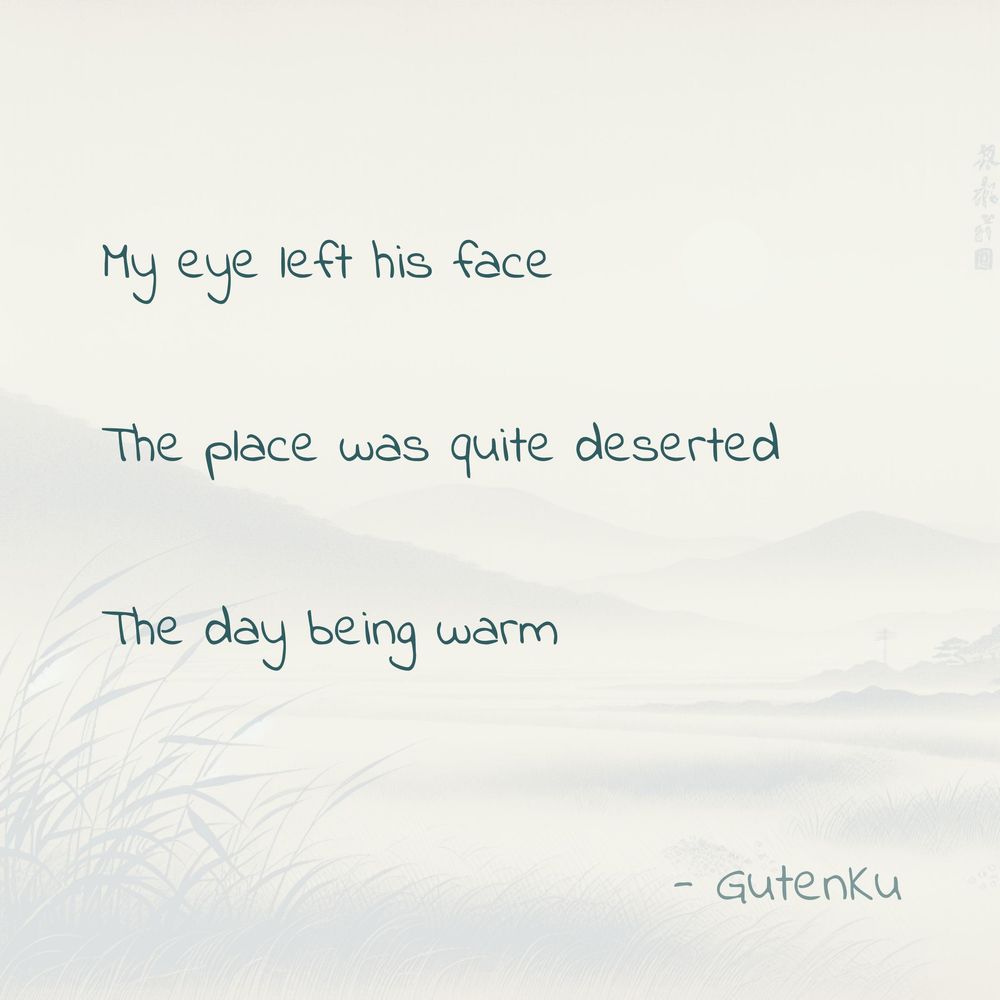 My eye left his face
The place was quite deserted
The day being warm
- GutenKu